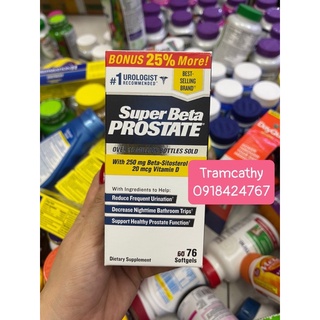 BONUS 25% More!
#1 UROLOGIST
RECOMMENDED*
BEST-
SELLING
BRAND*
Super Beta
PROSTATE
BOTTLES SOLD
With 250 mg Beta-Sitosterol
20 mcg Vitamin D
Tramcathy
0918424767
With Ingredients to Help:
Reduce Frequent Urination*
Decrease Nighttime Bathroom Trips*
Support Healthy Prostate Function*
Dietary Supplement
60 76
Softgels